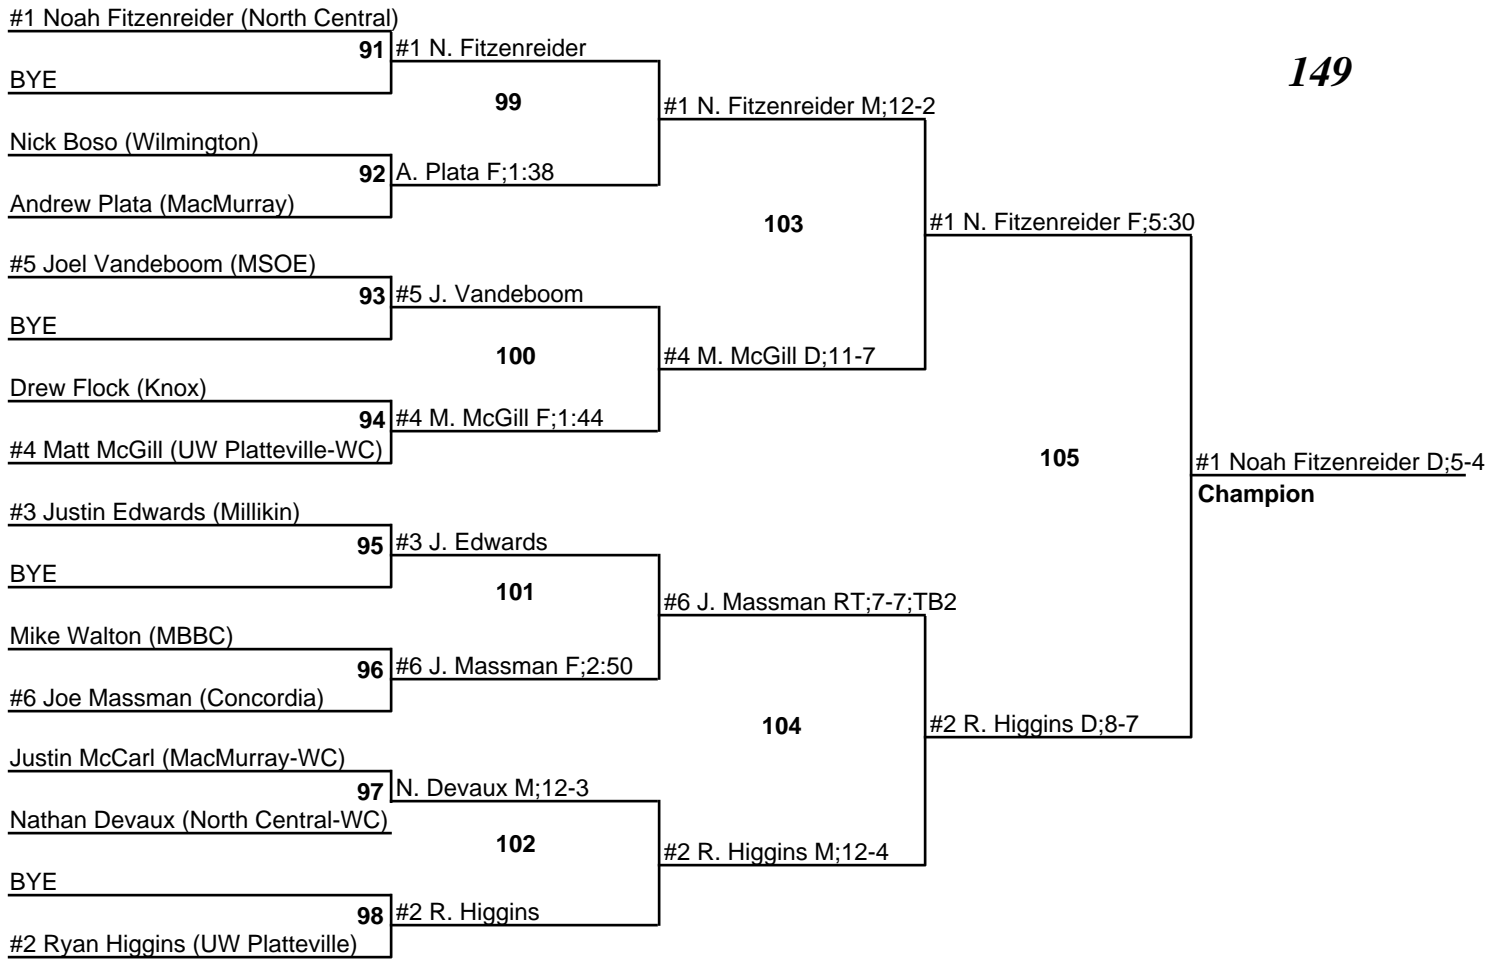 #1 Noah Fitzenreider (North Central)
91 #1 N. Fitzenreider
BYE
149
99
#1 N. Fitzenreider M;12-2
Nick Boso (Wilmington)
92 A. Plata F;1:38
Andrew Plata (MacMurray)
103
#1 N. Fitzenreider F;5:30
#5 Joel Vandeboom (MSOE)
93 #5 J. Vandeboom
BYE
100
#4 M. McGill D;11-7
Drew Flock (Knox)
94 #4 M. McGill F;1:44
#4 Matt McGill (UW Platteville-WC)
105
#1 Noah Fitzenreider D;5-4
Champion
#3 Justin Edwards (Millikin)
95 #3 J. Edwards
BYE
101
#6 J. Massman RT;7-7;TB2
Mike Walton (MBBC)
96 #6 J. Massman F;2:50
#6 Joe Massman (Concordia)
104
#2 R. Higgins D;8-7
Justin McCarl (MacMurray-WC)
97 N. Devaux M;12-3
Nathan Devaux (North Central-WC)
102
#2 R. Higgins M;12-4
BYE
98 #2 R. Higgins
#2 Ryan Higgins (UW Platteville)